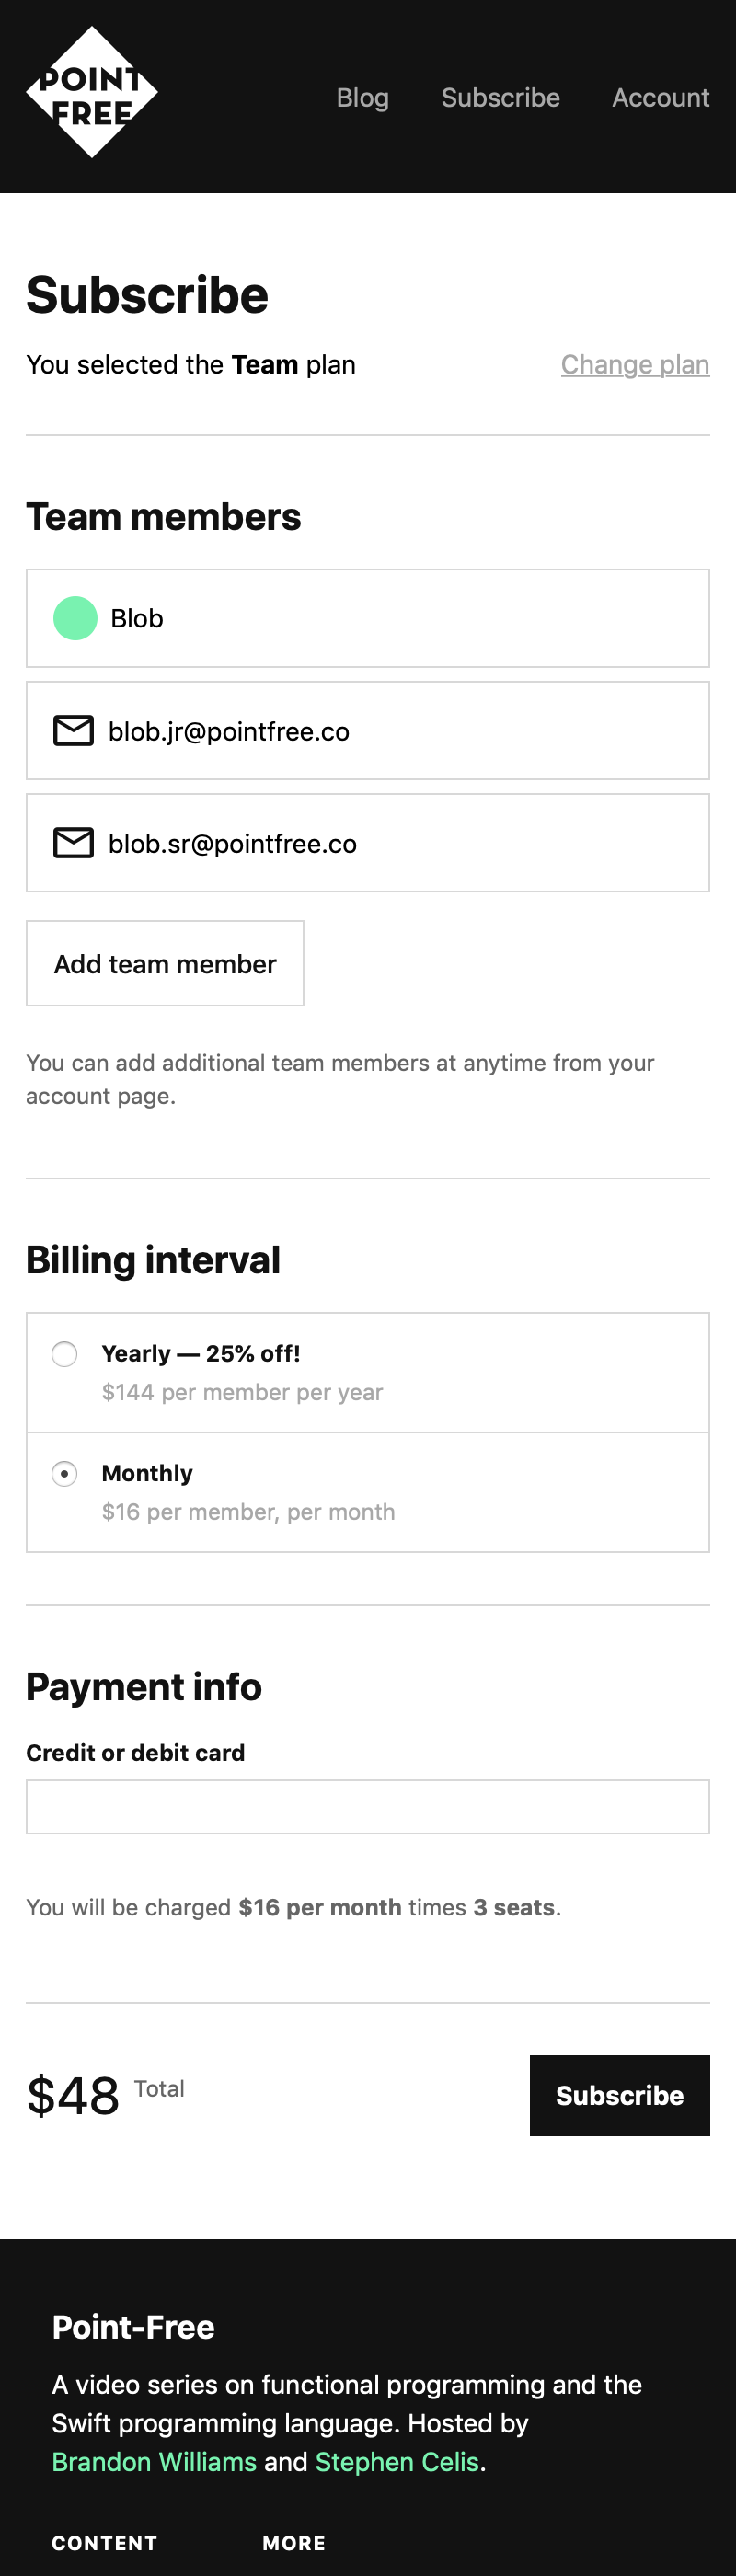 POINT
FREE
Blog Subscribe Account
Subscribe
You selected the Team plan Change plan
Team members
Blob
blob.jr@pointfree.co
blob.sr@pointfree.co
Add team member
You can add additional team members at anytime from your
account page.
Billing interval
Yearly — 25% off!
$144 per member per year
Monthly
$16 per member, per month
Payment info
Credit or debit card
You will be charged $16 per month times 3 seats.
$48 Total Subscribe
Point-Free
A video series on functional programming and the
Swift programming language. Hosted by
Brandon Williams and Stephen Celis.
CONTENT MORE